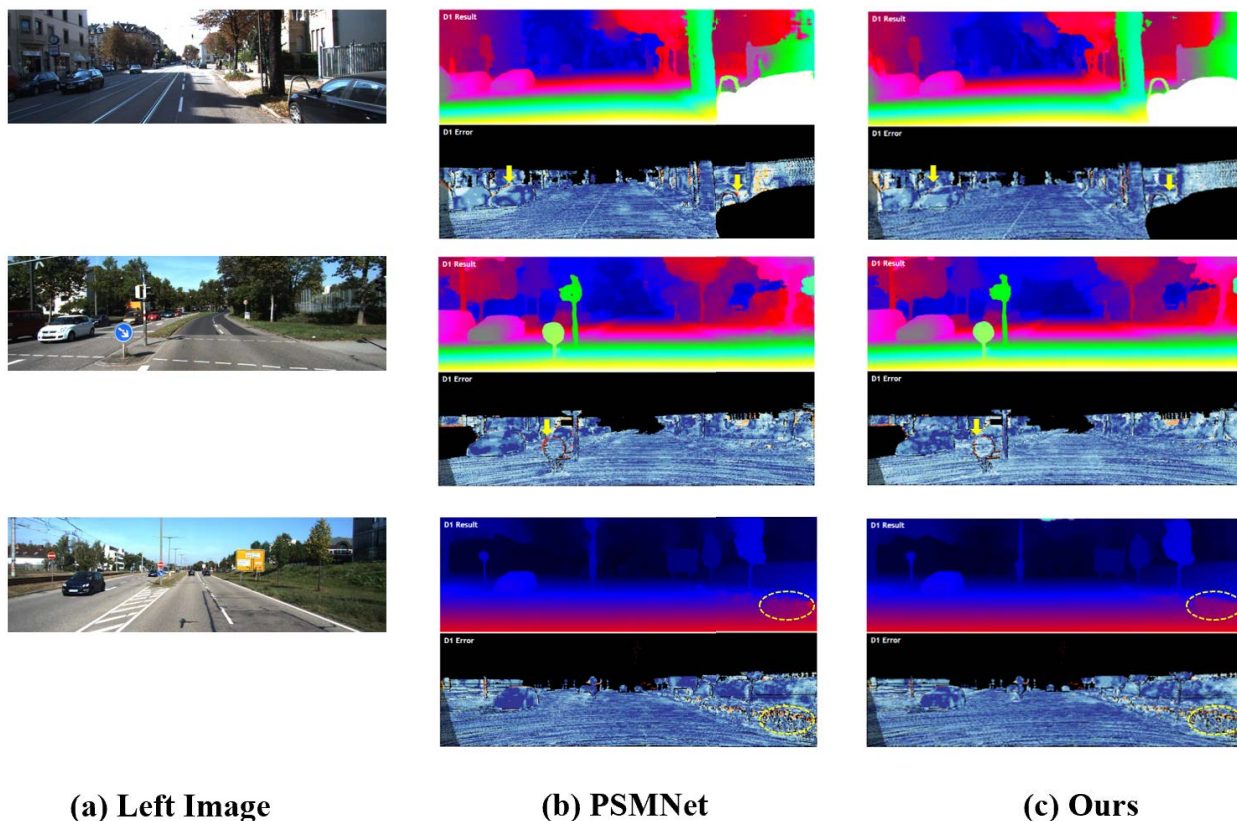 D1 Result
D1 Result
D1 Error
D1 Error
D1 Result
D1 Result
D1 Error
D1 Error
D1 Result
D1 Result
D1 Error
D1 Error
(a) Left Image
(b) PSMNet
(c) Ours